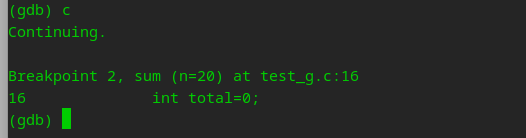 (gdb) c
Continuing.
Breakpoint 2, sum (n=20) at test_g.c:16
16              int total=0;
(gdb)